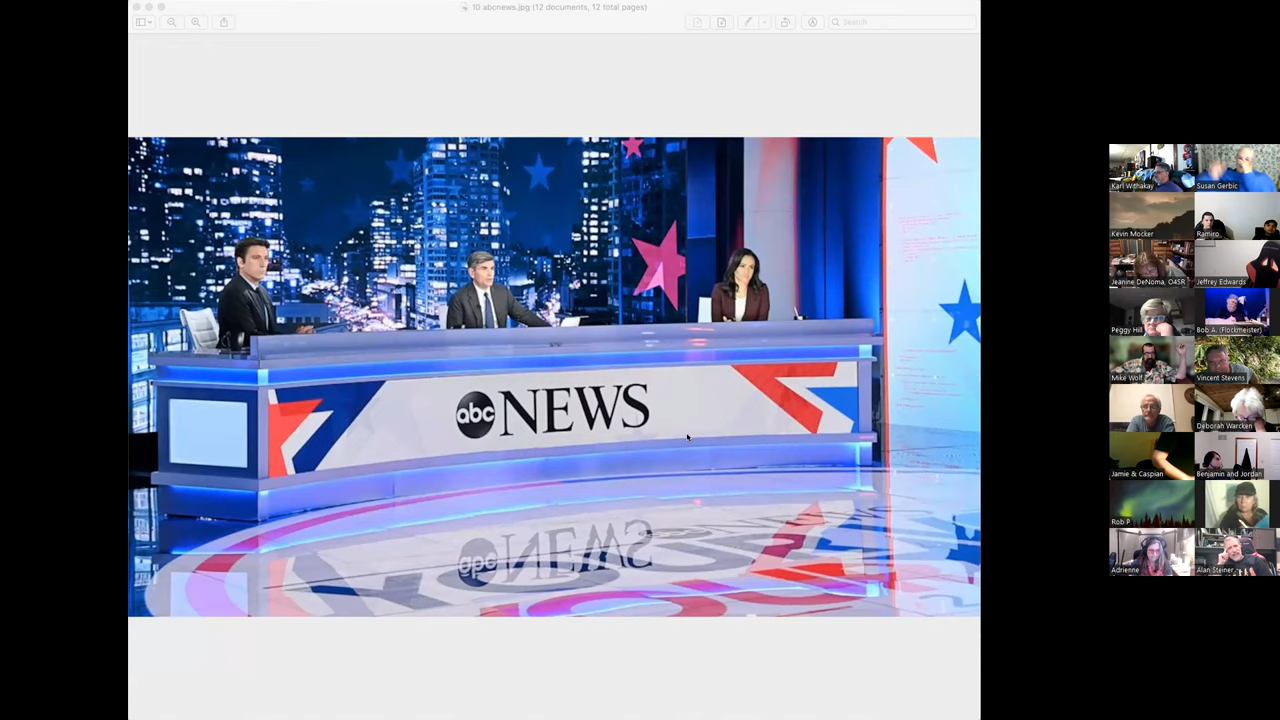 10 abcnews.jpg (12 documents, 12 total pages)
Search
abc NEWS
Karl Withakay
Susan Gerbic
Kevin Mocker
Ramiro
Jeanine DeNoma, O4SR
Jeffrey Edwards
Peggy Hill
Bob A. (Flockmeister)
Mike Wolf
Vincent Stevens
Deborah Warcken
Jamie & Caspian
Benjamin and Jordan
Rob P.
Adrienne
Alan Steiner